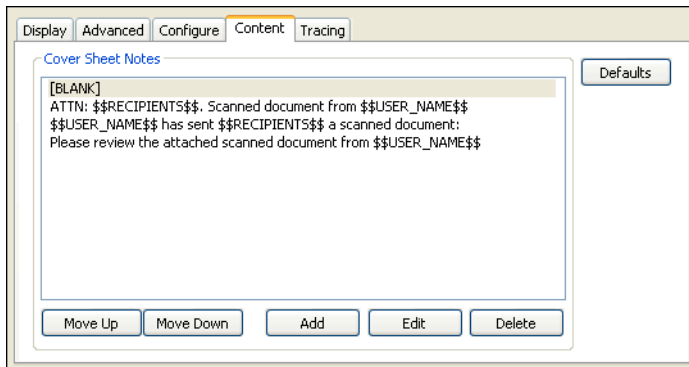 Display Advanced Configure Content Tracing
Cover Sheet Notes
Defaults
[BLANK]
ATTN: $$RECIPIENTS$$. Scanned document from $$USER_NAME$$
$$USER_NAME$$ has sent $$RECIPIENTS$$ a scanned document:
Please review the attached scanned document from $$USER_NAME$$
Move Up Move Down Add Edit Delete